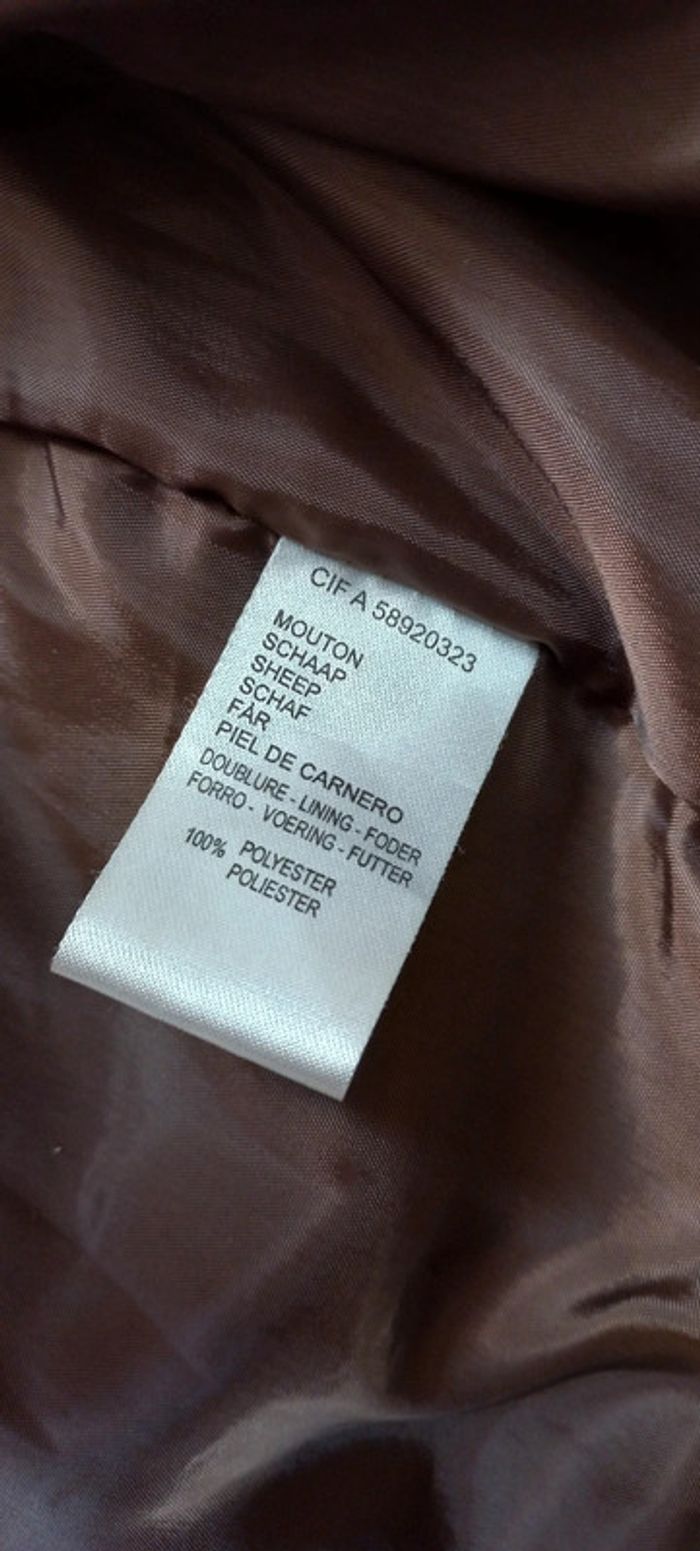 CIF A 58920323
MOUTON
SCHAAP
SHEEP
SCHAF
FÅR
PIEL DE CARNERO
DOUBLURE - LINING - FODER
FORRO - VOERING - FUTTER
100% POLYESTER
POLIESTER